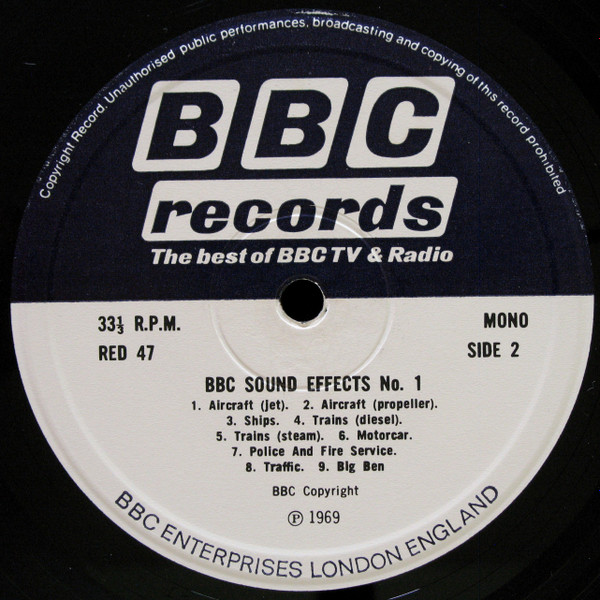 Copyright Record. Unauthorised public performances, broadcasting and copying of this record prohibited
BBC
records
The best of BBC TV & Radio
33⅓ R.P.M.
MONO
RED 47
SIDE 2
BBC SOUND EFFECTS No. 1
1. Aircraft (jet). 2. Aircraft (propeller).
3. Ships. 4. Trains (diesel).
5. Trains (steam). 6. Motorcar.
7. Police And Fire Service.
8. Traffic. 9. Big Ben
BBC Copyright
℗ 1969
BBC ENTERPRISES LONDON ENGLAND